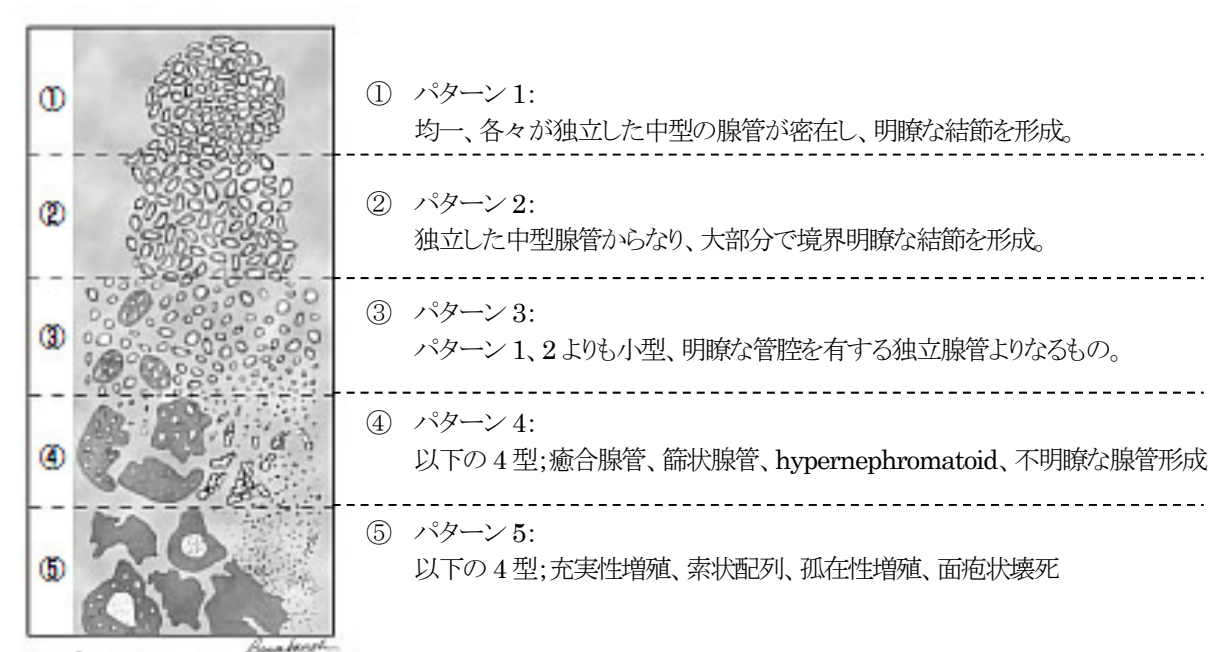 ① パターン 1:
均一、各々が独立した中型の腺管が密在し、明瞭な結節を形成。
② パターン 2:
独立した中型腺管からなり、大部分で境界明瞭な結節を形成。
③ パターン 3:
パターン 1、2 よりも小型、明瞭な管腔を有する独立腺管よりなるもの。
④ パターン 4:
以下の 4 型;癒合腺管、篩状腺管、hypernephromatoid、不明瞭な腺管形成
⑤ パターン 5:
以下の 4 型;充実性増殖、索状配列、孤在性増殖、面疱状壊死
①
②
③
④
⑤